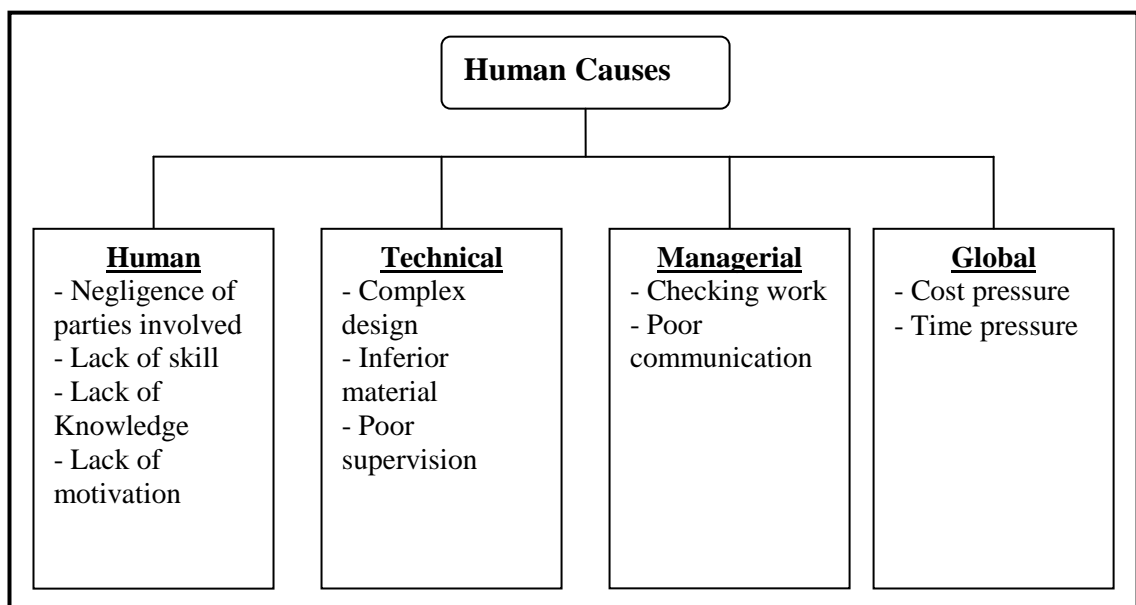 Human Causes
Human
- Negligence of
parties involved
- Lack of skill
- Lack of
Knowledge
- Lack of
motivation
Technical
- Complex
design
- Inferior
material
- Poor
supervision
Managerial
- Checking work
- Poor
communication
Global
- Cost pressure
- Time pressure